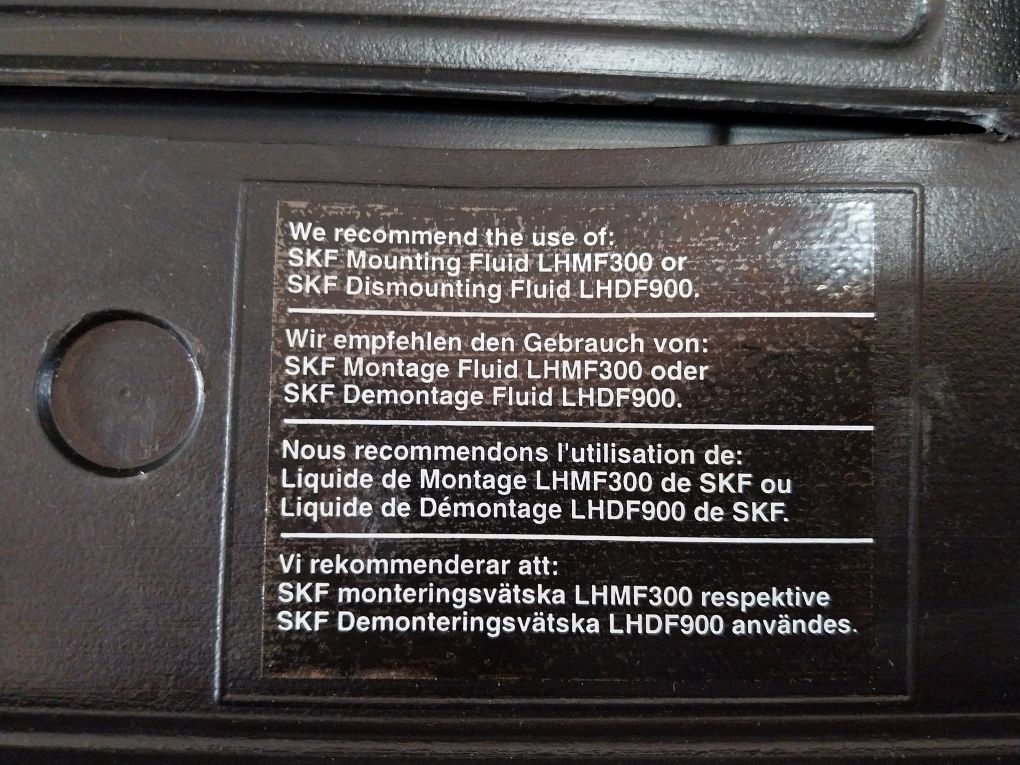 We recommend the use of:
SKF Mounting Fluid LHMF300 or
SKF Dismounting Fluid LHDF900.
Wir empfehlen den Gebrauch von:
SKF Montage Fluid LHMF300 oder
SKF Demontage Fluid LHDF900.
Nous recommendons l'utilisation de:
Liquide de Montage LHMF300 de SKF ou
Liquide de Démontage LHDF900 de SKF.
Vi rekommenderar att:
SKF monteringsvätska LHMF300 respektive
SKF Demonteringsvätska LHDF900 användes.